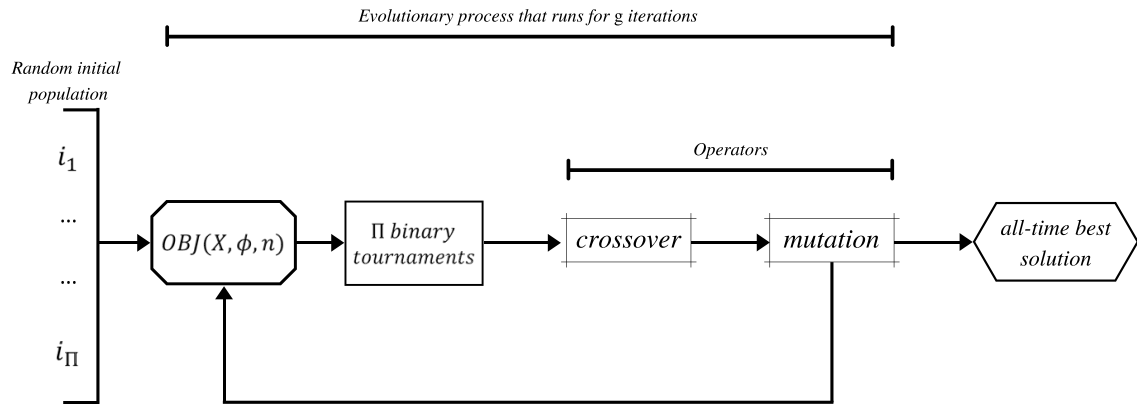 Evolutionary process that runs for g iterations
Random initial
population
i₁
...
...
i_Π
Operators
OBJ(X, ϕ, n)
Π binary
tournaments
crossover
mutation
all-time best
solution